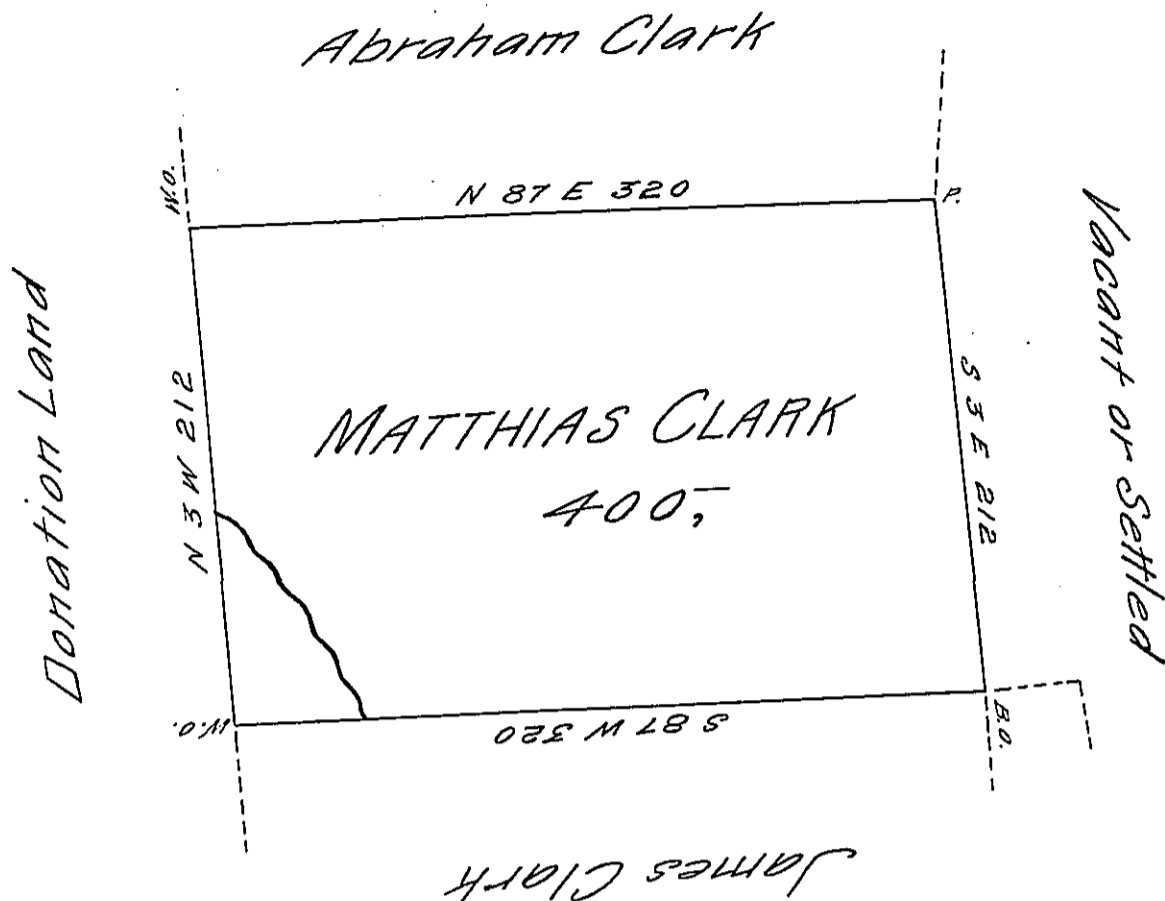 Abraham Clark
W.O.
N 87 E 320
P.
Donation Land
N 3 W 212
MATTHIAS CLARK
400,-
S 3 E 212
Vacant or Settled
W.O.
S 87 W 320
B.O.
James Clark